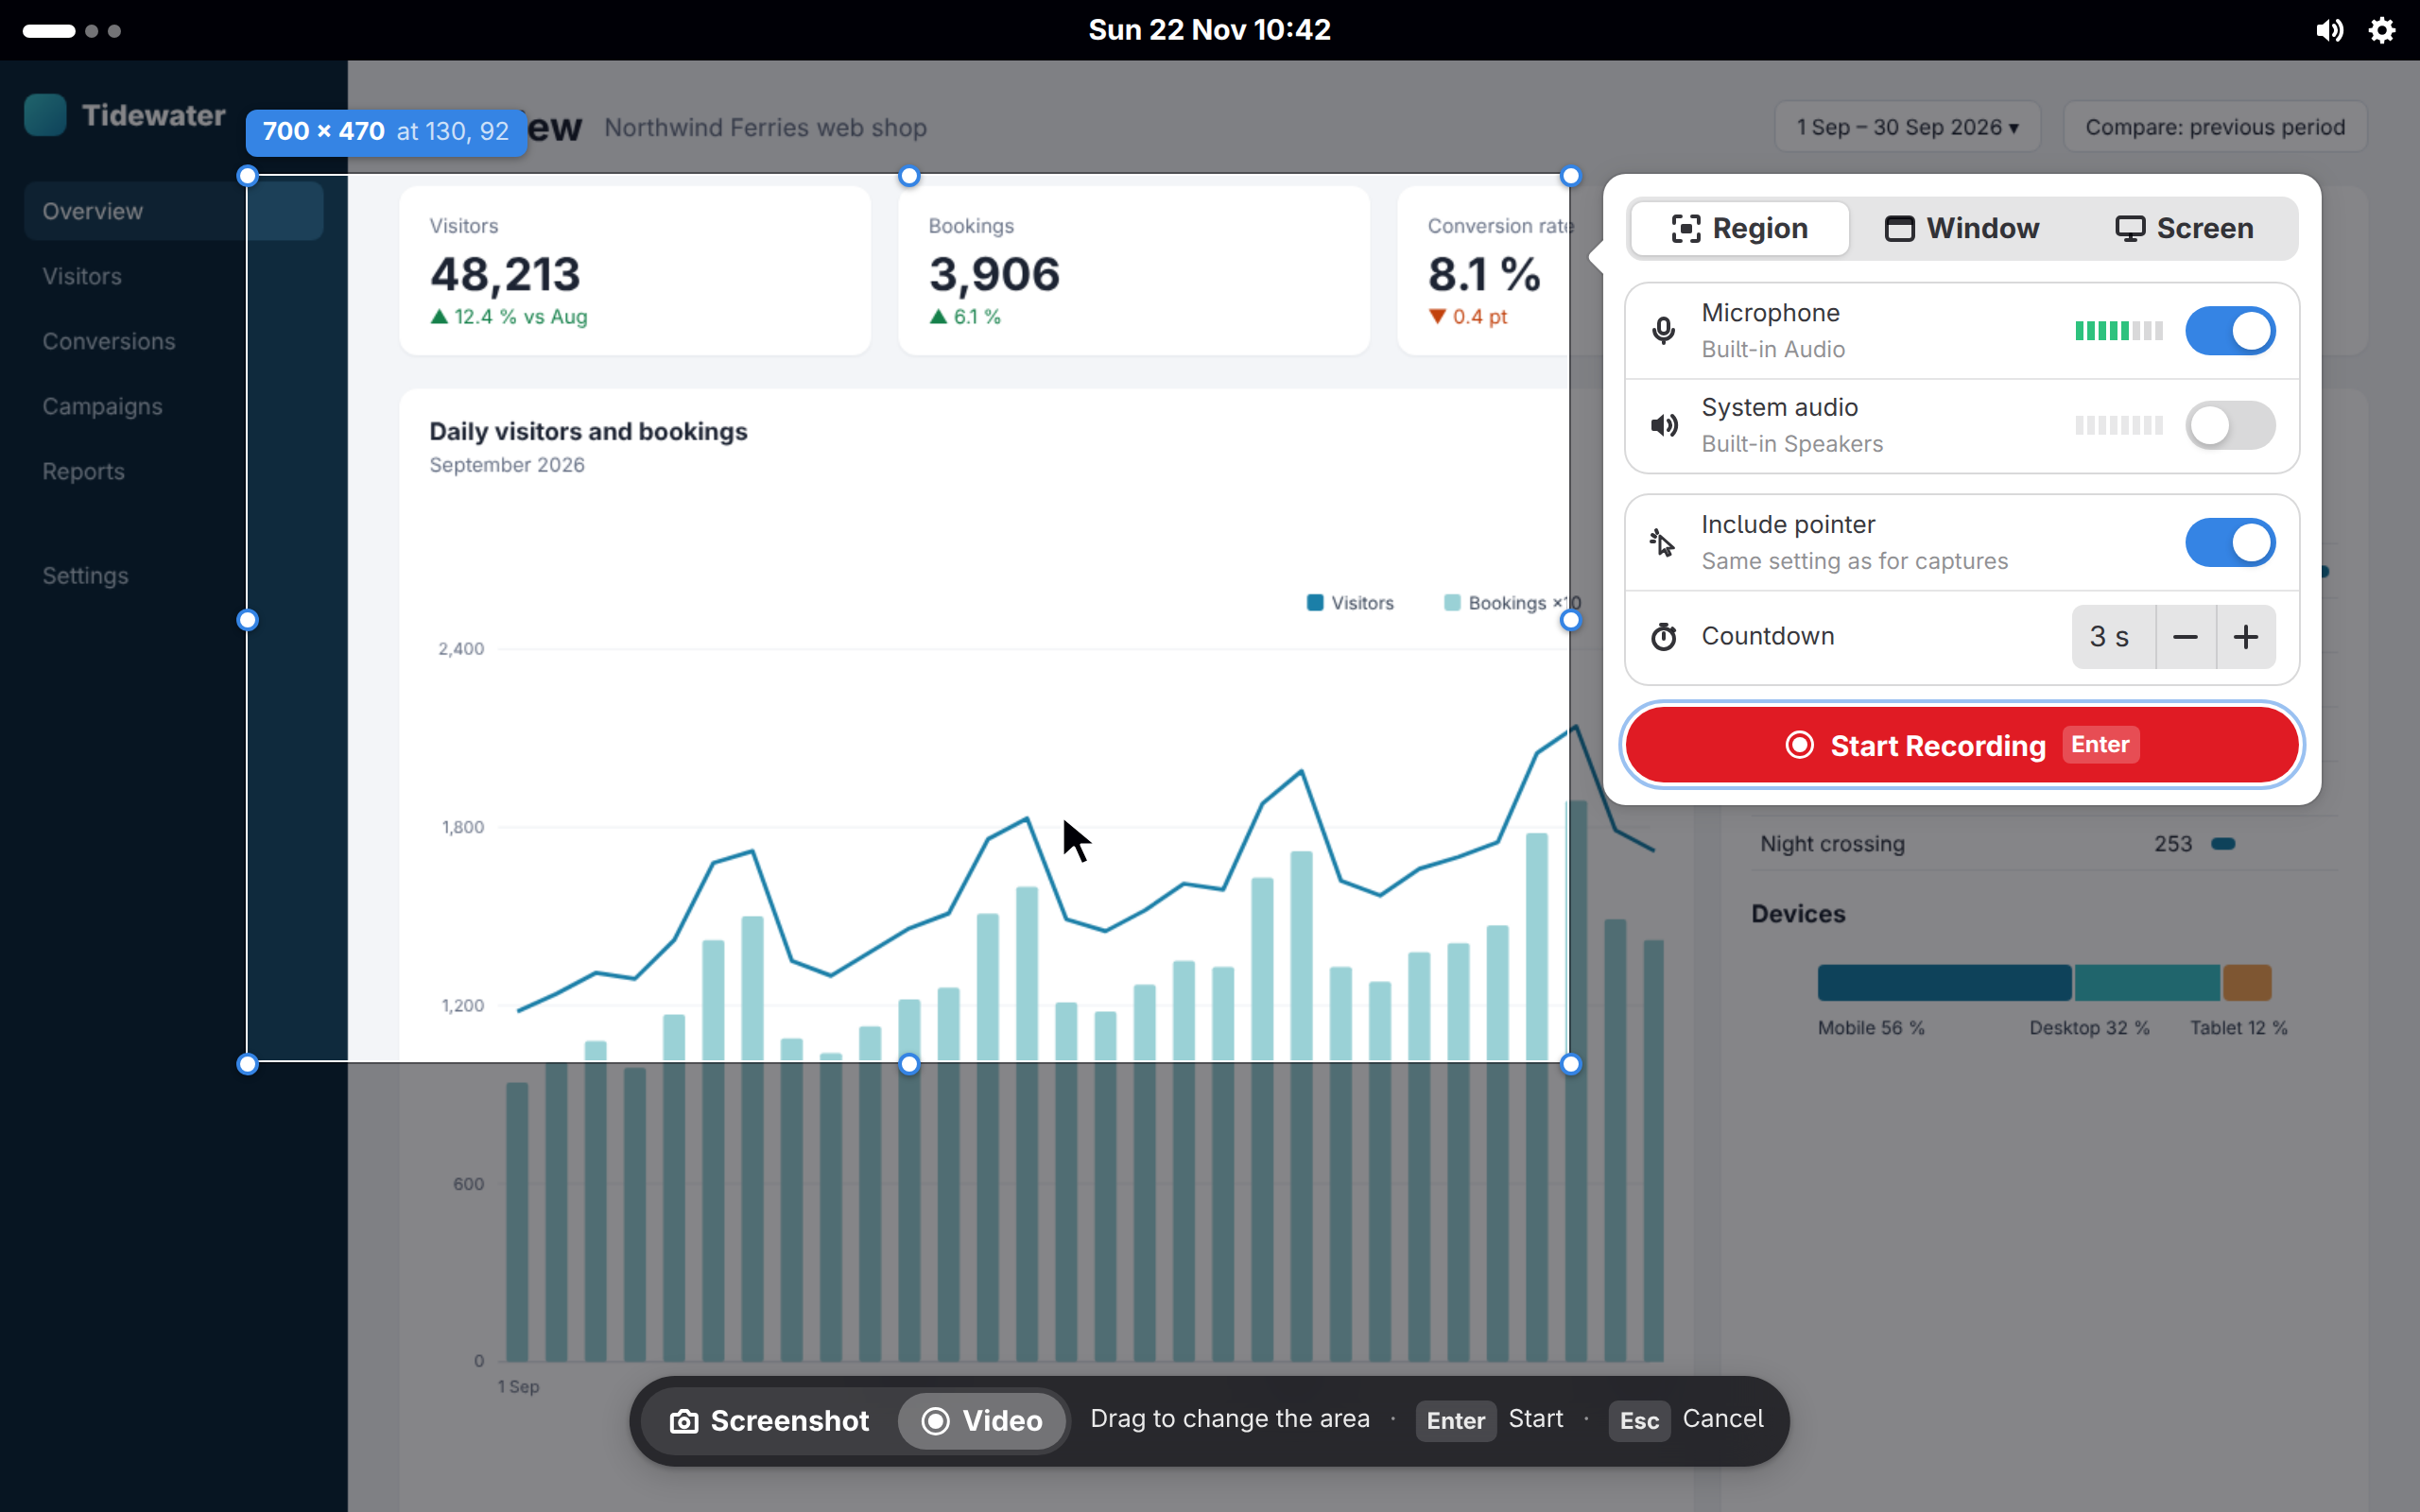 Sun 22 Nov 10:42
Tidewater
700 × 470 at 130, 92
ew
Northwind Ferries web shop
1 Sep – 30 Sep 2026 ▾
Compare: previous period
Overview
Visitors
Conversions
Campaigns
Reports
Settings
Visitors
48,213
▲ 12.4 % vs Aug
Bookings
3,906
▲ 6.1 %
Conversion rate
8.1 %
▼ 0.4 pt
Daily visitors and bookings
September 2026
Visitors
Bookings ×10
2,400
1,800
1,200
600
0
1 Sep
Region
Window
Screen
Microphone
Built-in Audio
System audio
Built-in Speakers
Include pointer
Same setting as for captures
Countdown
3 s
Start Recording Enter
Night crossing 253
Devices
Mobile 56 %
Desktop 32 %
Tablet 12 %
Screenshot
Video
Drag to change the area · Enter Start · Esc Cancel